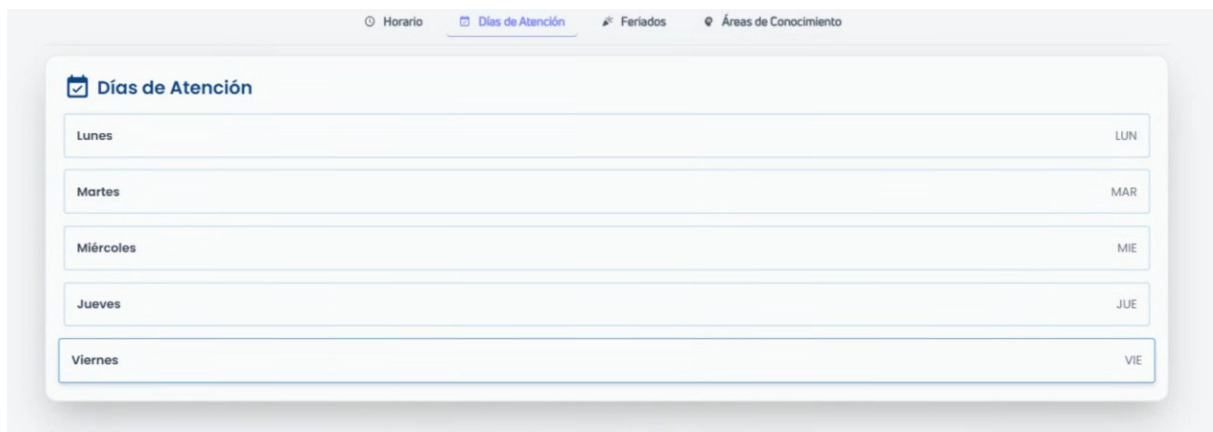 Horario Días de Atención Feriados Áreas de Conocimiento
Días de Atención
Lunes LUN
Martes MAR
Miércoles MIE
Jueves JUE
Viernes VIE